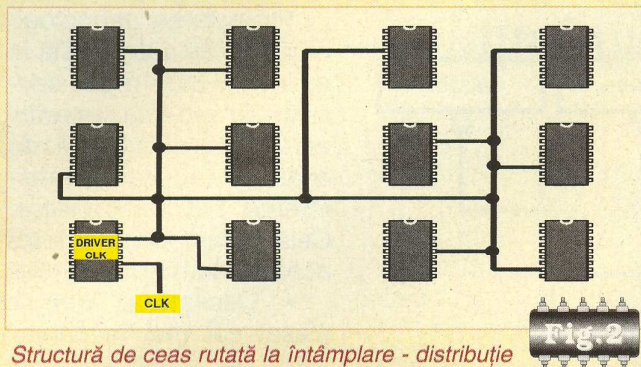 DRIVER
CLK
CLK
Structură de ceas rutată la întâmplare - distribuție
Fig.2